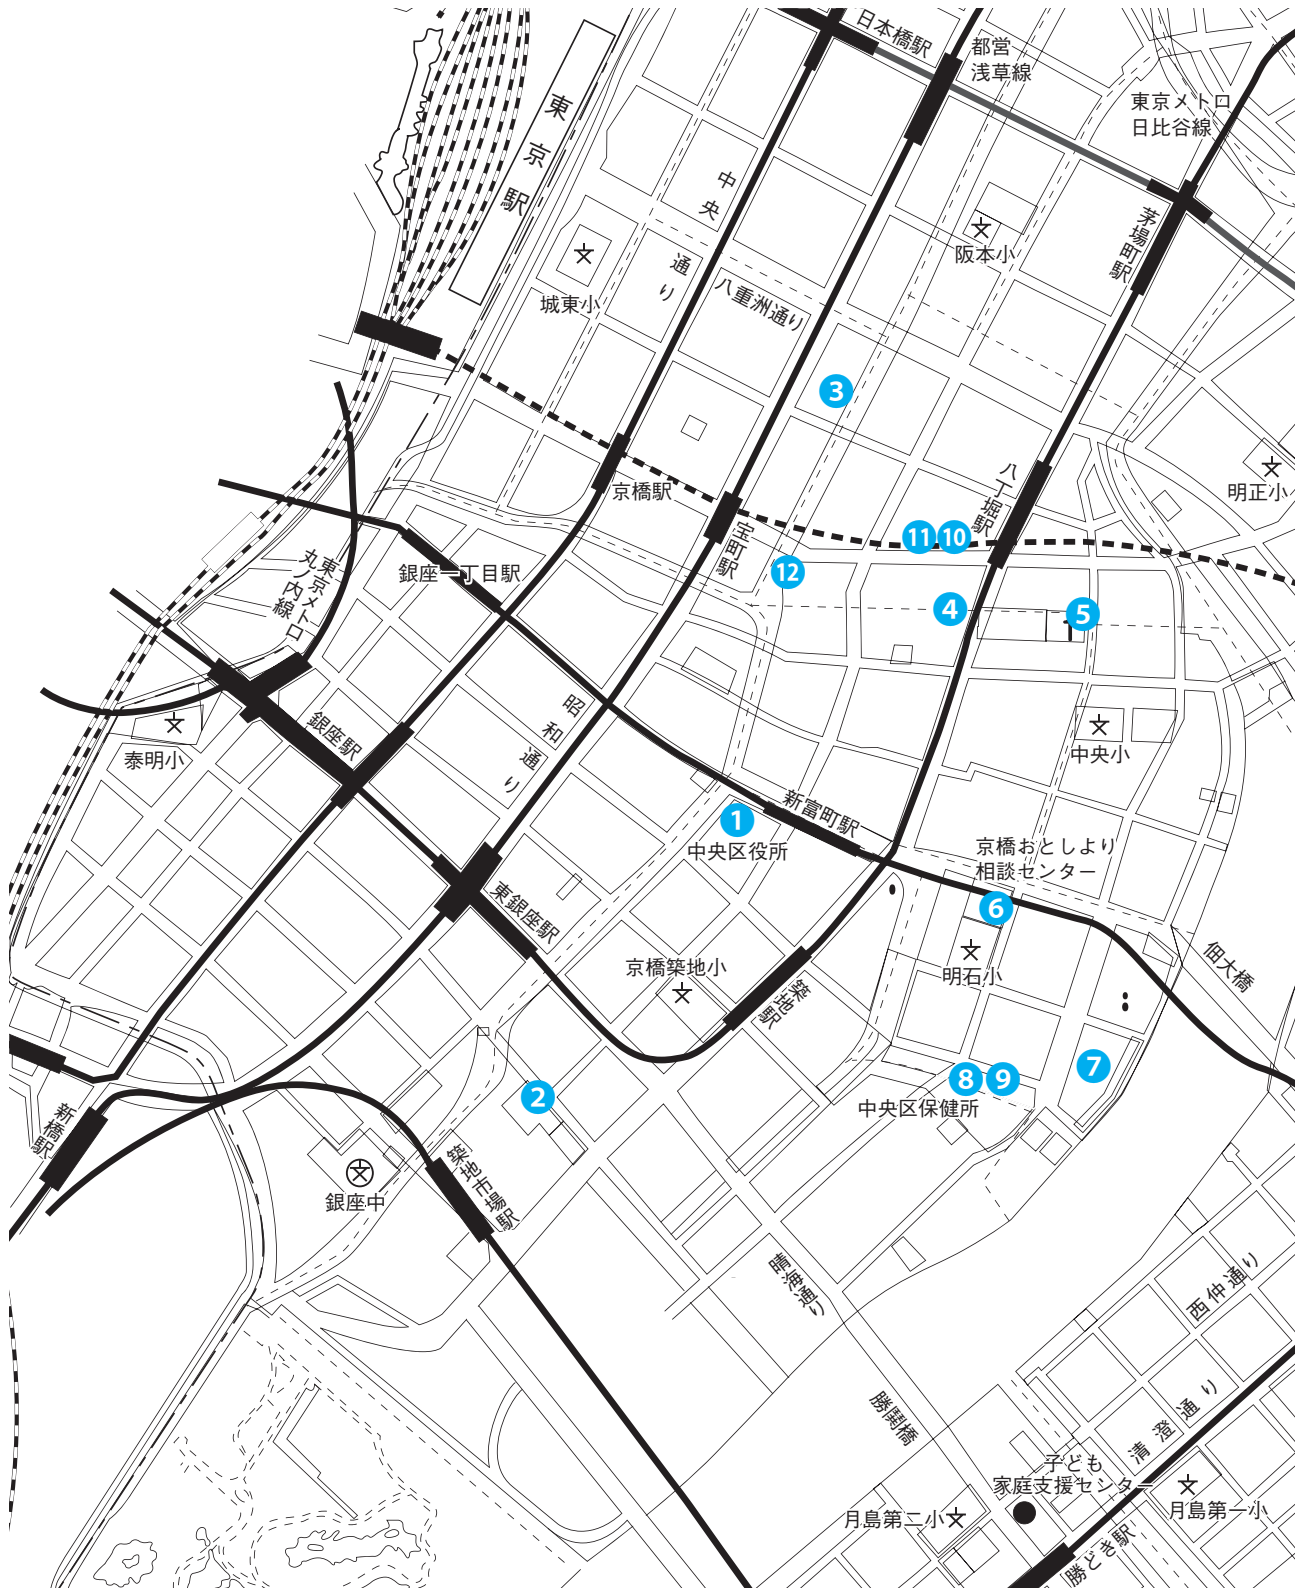 日本橋駅
都営
浅草線
東京メトロ
日比谷線
東京駅
中央通り
阪本小
茅場町駅
城東小
八重洲通り
3
京橋駅
八丁堀駅
明正小
宝町駅
11
10
12
銀座一丁目駅
東京メトロ
丸ノ内線
4
5
昭和通り
銀座駅
泰明小
中央小
1
中央区役所
新富町駅
京橋おとしより
相談センター
6
東銀座駅
京橋築地小
築地駅
明石小
佃大橋
7
8
9
中央区保健所
2
新橋駅
銀座中
築地市場駅
晴海通り
西仲通り
勝鬨橋
清澄通り
子ども
家庭支援センター
月島第二小
月島第一小
勝どき駅